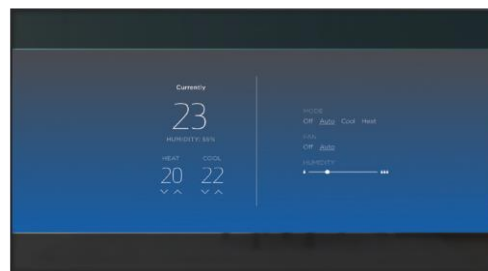 Currently
23
HUMIDITY: 55%
HEAT COOL
20 22
MODE
Off Auto Cool Heat
FAN
Off Auto
HUMIDITY